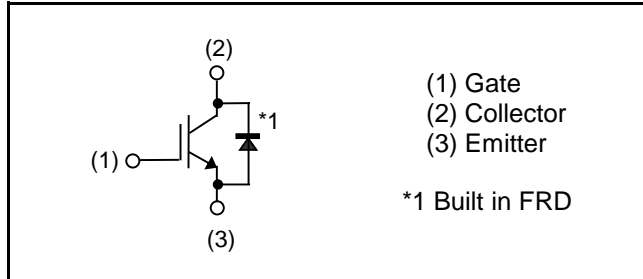 (2)
*1
(1)
(3)
(1) Gate
(2) Collector
(3) Emitter
*1 Built in FRD